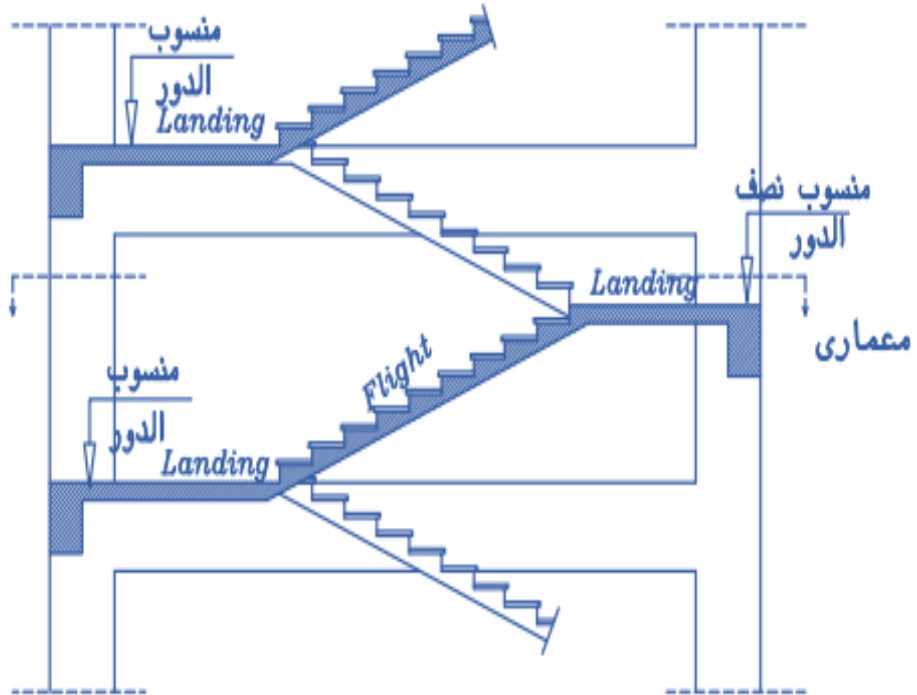 منسوب
الدور
Landing
منسوب نصف
الدور
Landing
معمارى
Flight
منسوب
الدور
Landing